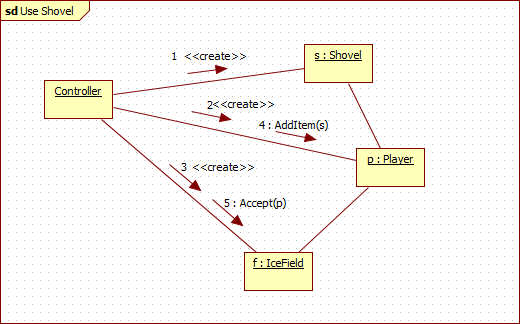 sd Use Shovel
1 <<create>>
s : Shovel
Controller
2<<create>>
4 : AddItem(s)
p : Player
3 <<create>>
5 : Accept(p)
f : IceField